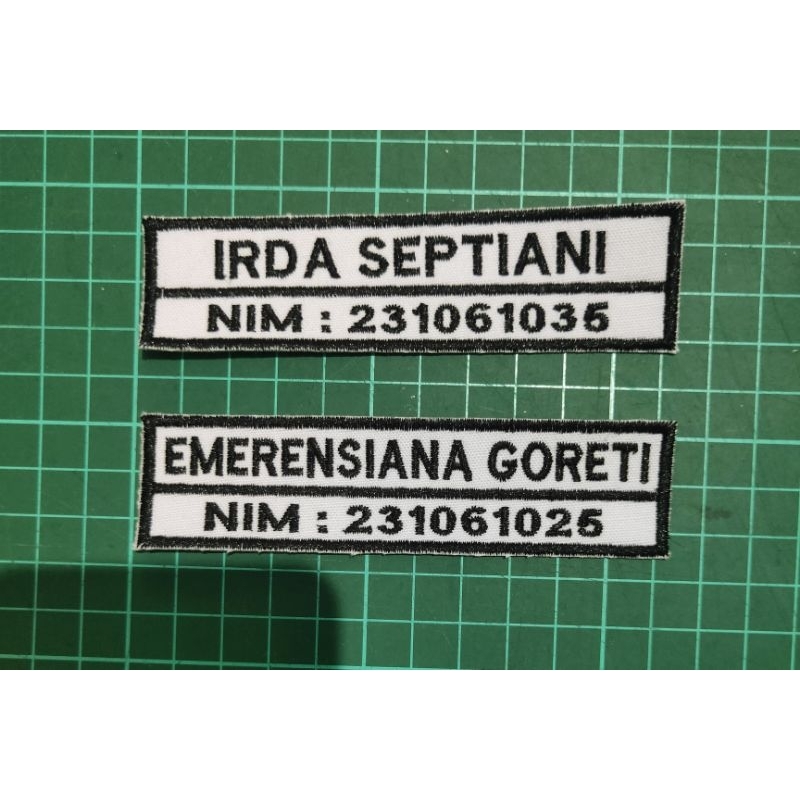 IRDA SEPTIANI
NIM : 231061035
EMERENSIANA GORETI
NIM : 231061025